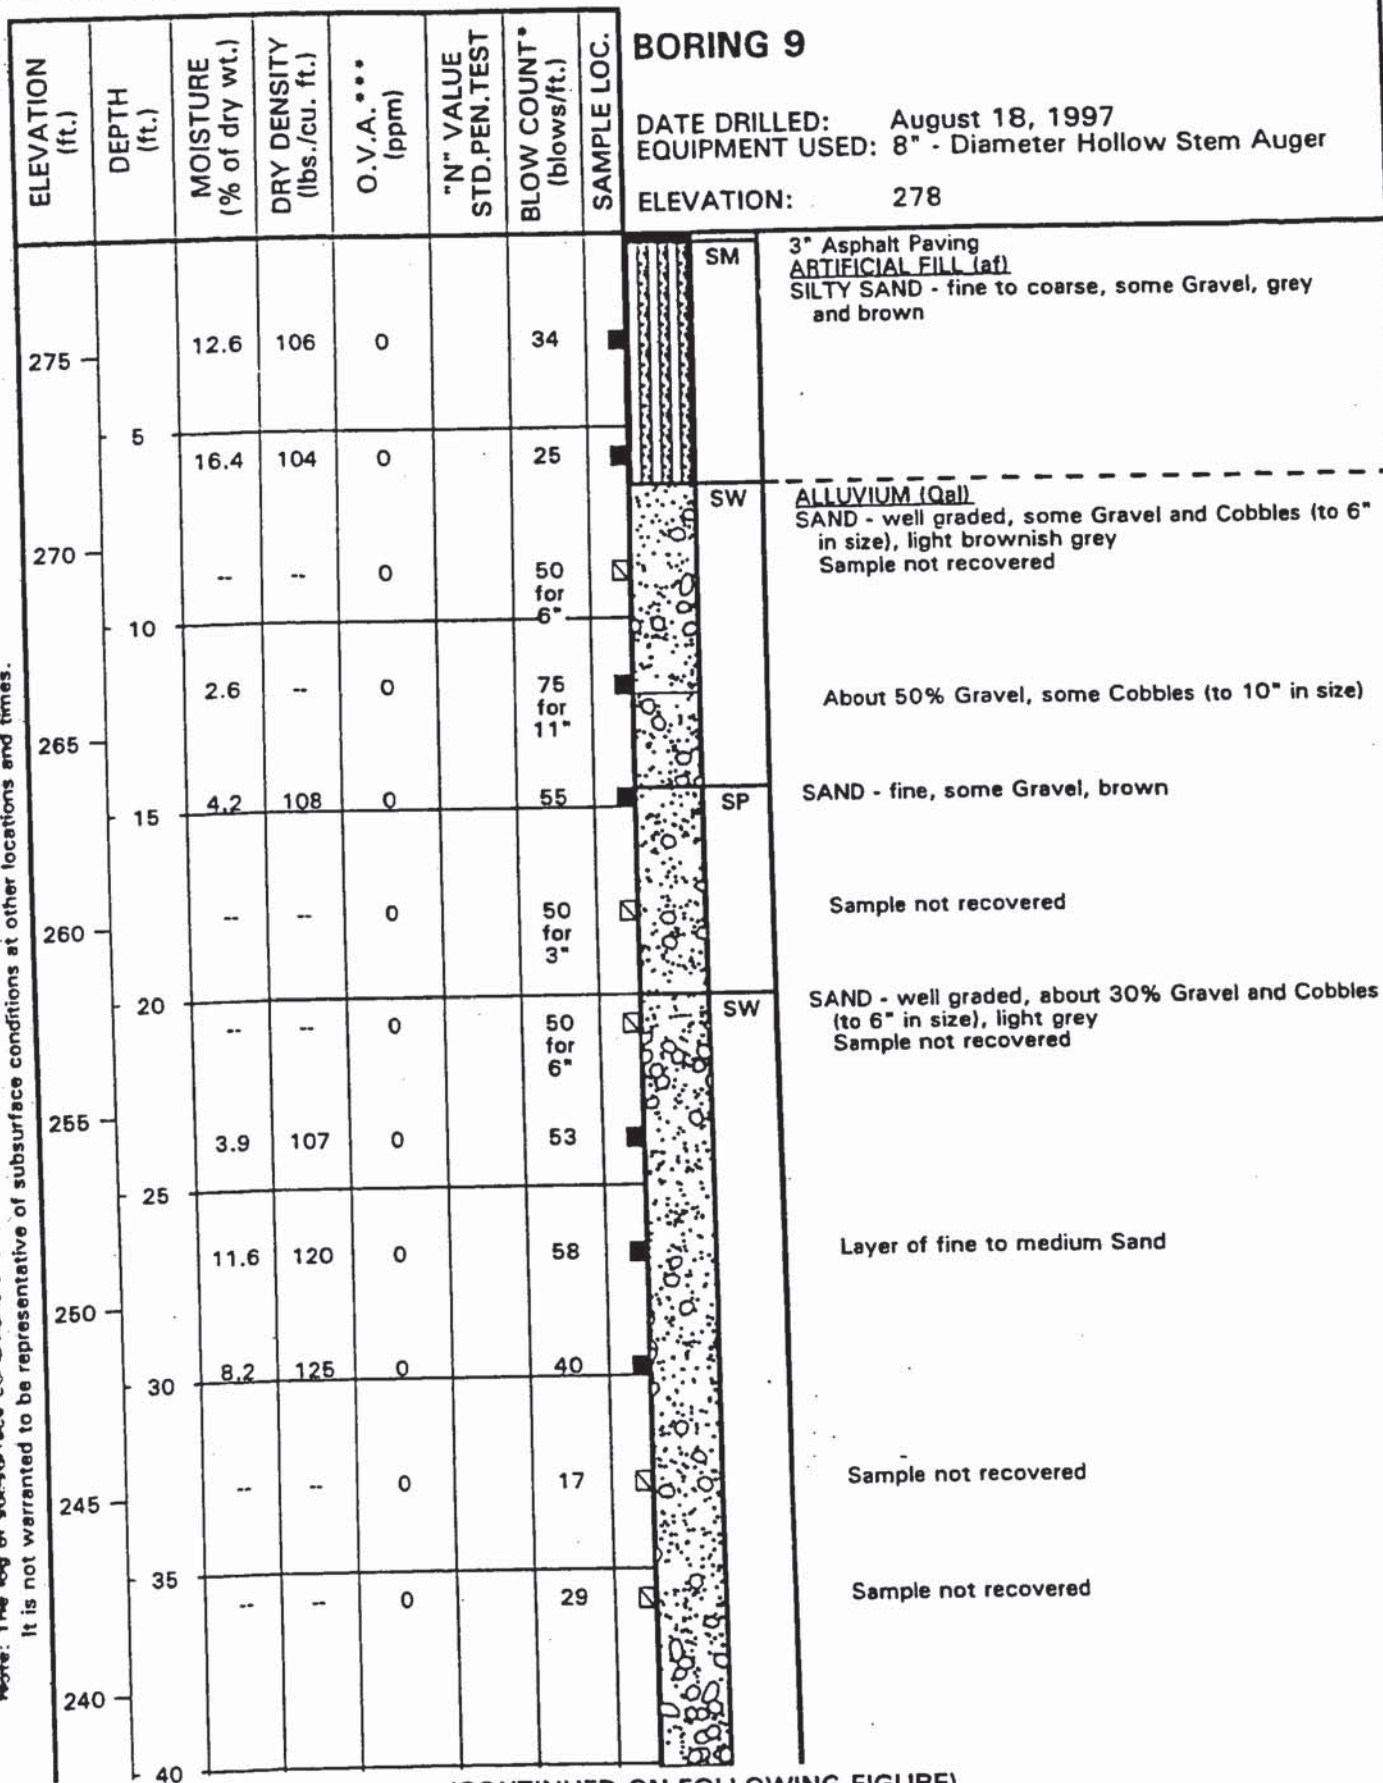 ELEVATION (ft.)
DEPTH (ft.)
MOISTURE (% of dry wt.)
DRY DENSITY (lbs./cu. ft.)
O.V.A.*** (ppm)
"N" VALUE STD.PEN.TEST
BLOW COUNT* (blows/ft.)
SAMPLE LOC.
BORING 9
DATE DRILLED: August 18, 1997
EQUIPMENT USED: 8" - Diameter Hollow Stem Auger
ELEVATION: 278
SM
3" Asphalt Paving
ARTIFICIAL FILL (af)
SILTY SAND - fine to coarse, some Gravel, grey
and brown
12.6 106 0 34
275
5
16.4 104 0 25
SW
ALLUVIUM (Qal)
SAND - well graded, some Gravel and Cobbles (to 6"
in size), light brownish grey
Sample not recovered
270
-- -- 0 50
for
6"
10
2.6 -- 0 75
for
11"
About 50% Gravel, some Cobbles (to 10" in size)
265
4.2 108 0 55
SP
SAND - fine, some Gravel, brown
15
-- -- 0 50
for
3"
Sample not recovered
260
20
SW
SAND - well graded, about 30% Gravel and Cobbles
(to 6" in size), light grey
Sample not recovered
-- -- 0 50
for
6"
255
3.9 107 0 53
25
11.6 120 0 58
Layer of fine to medium Sand
250
8.2 125 0 40
30
-- -- 0 17
Sample not recovered
245
35
-- -- 0 29
Sample not recovered
240
40
(CONTINUED ON FOLLOWING FIGURE)
Note: The log of
It is not warranted to be representative of subsurface conditions at other locations and times.